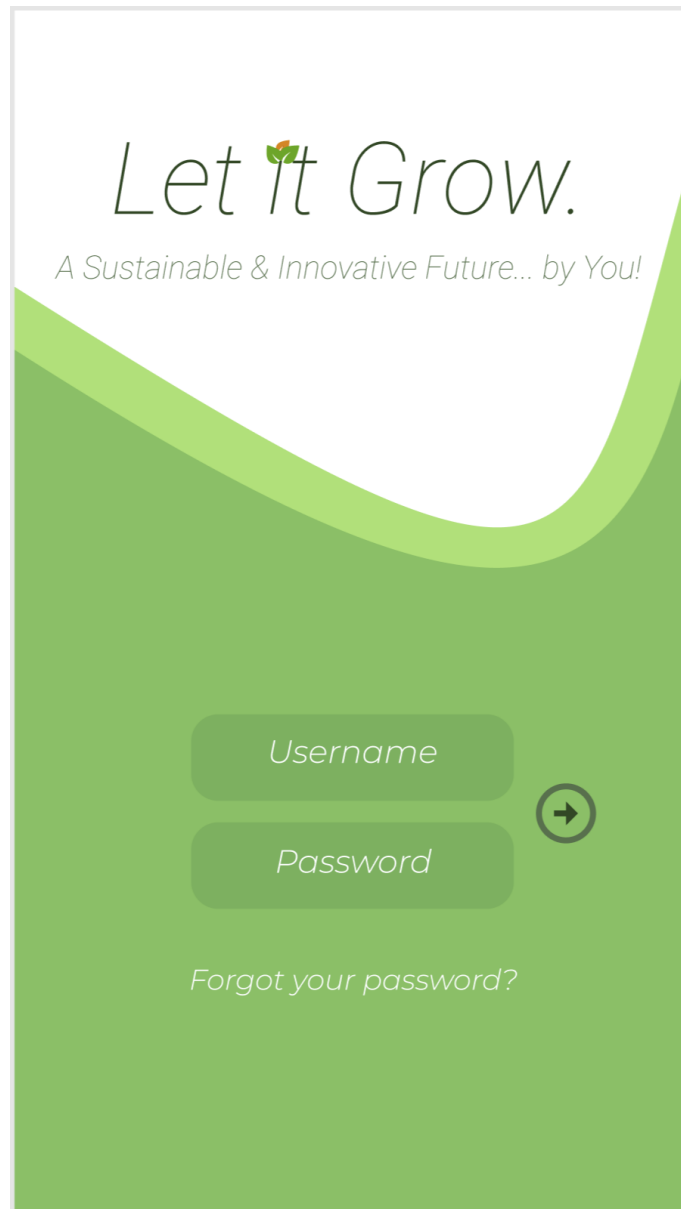 Let it Grow.
A Sustainable & Innovative Future... by You!
Username
Password
Forgot your password?